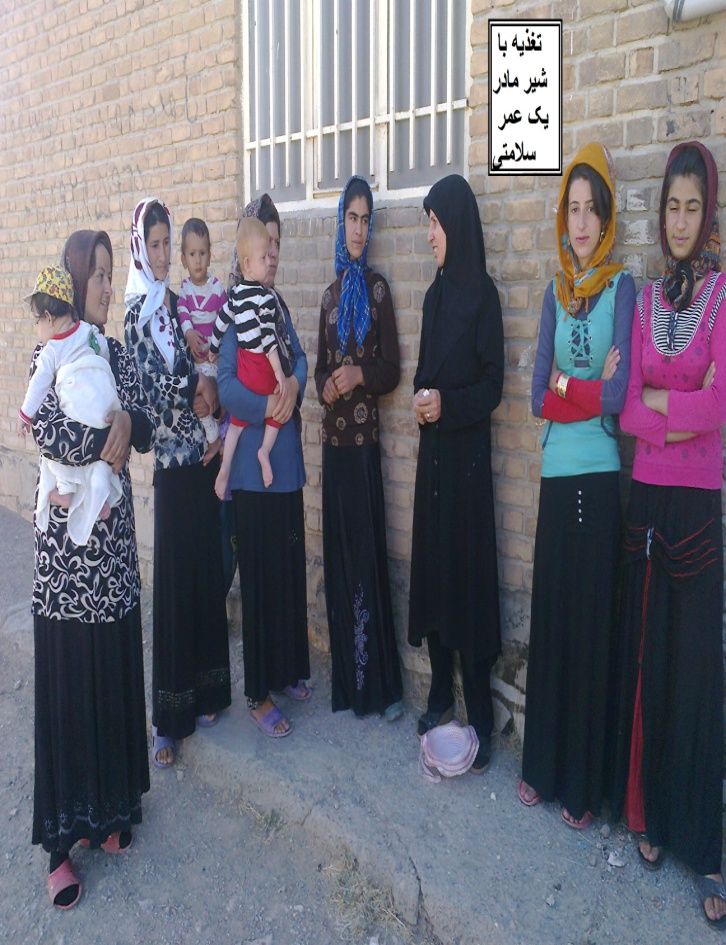 تغذیه با
شیر مادر
یک عمر
سلامتی